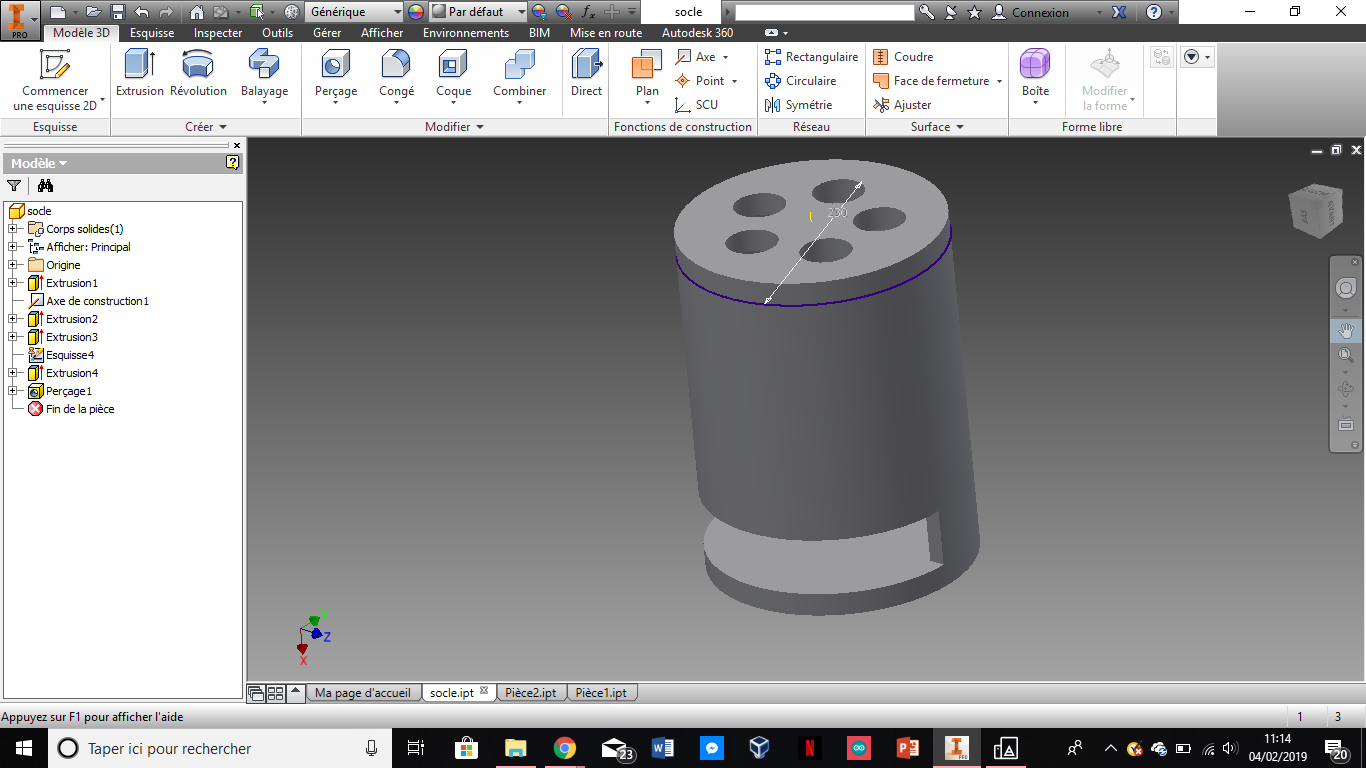 I PRO
Générique
Par défaut
fx
socle
Connexion
Modèle 3D Esquisse Inspecter Outils Gérer Afficher Environnements BIM Mise en route Autodesk 360
Commencer
une esquisse 2D
Extrusion Révolution Balayage
Perçage Congé Coque Combiner
Direct
Plan
Axe
Point
SCU
Rectangulaire
Circulaire
Symétrie
Coudre
Face de fermeture
Ajuster
Boîte
Modifier
la forme
Esquisse Créer Modifier Fonctions de construction Réseau Surface Forme libre
Modèle
socle
Corps solides(1)
Afficher: Principal
Origine
Extrusion1
Axe de construction1
Extrusion2
Extrusion3
Esquisse4
Extrusion4
Perçage1
Fin de la pièce
230
Y
Z
X
Ma page d'accueil socle.ipt Pièce2.ipt Pièce1.ipt
Appuyez sur F1 pour afficher l'aide
1 3
Taper ici pour rechercher
23
11:14
04/02/2019
20